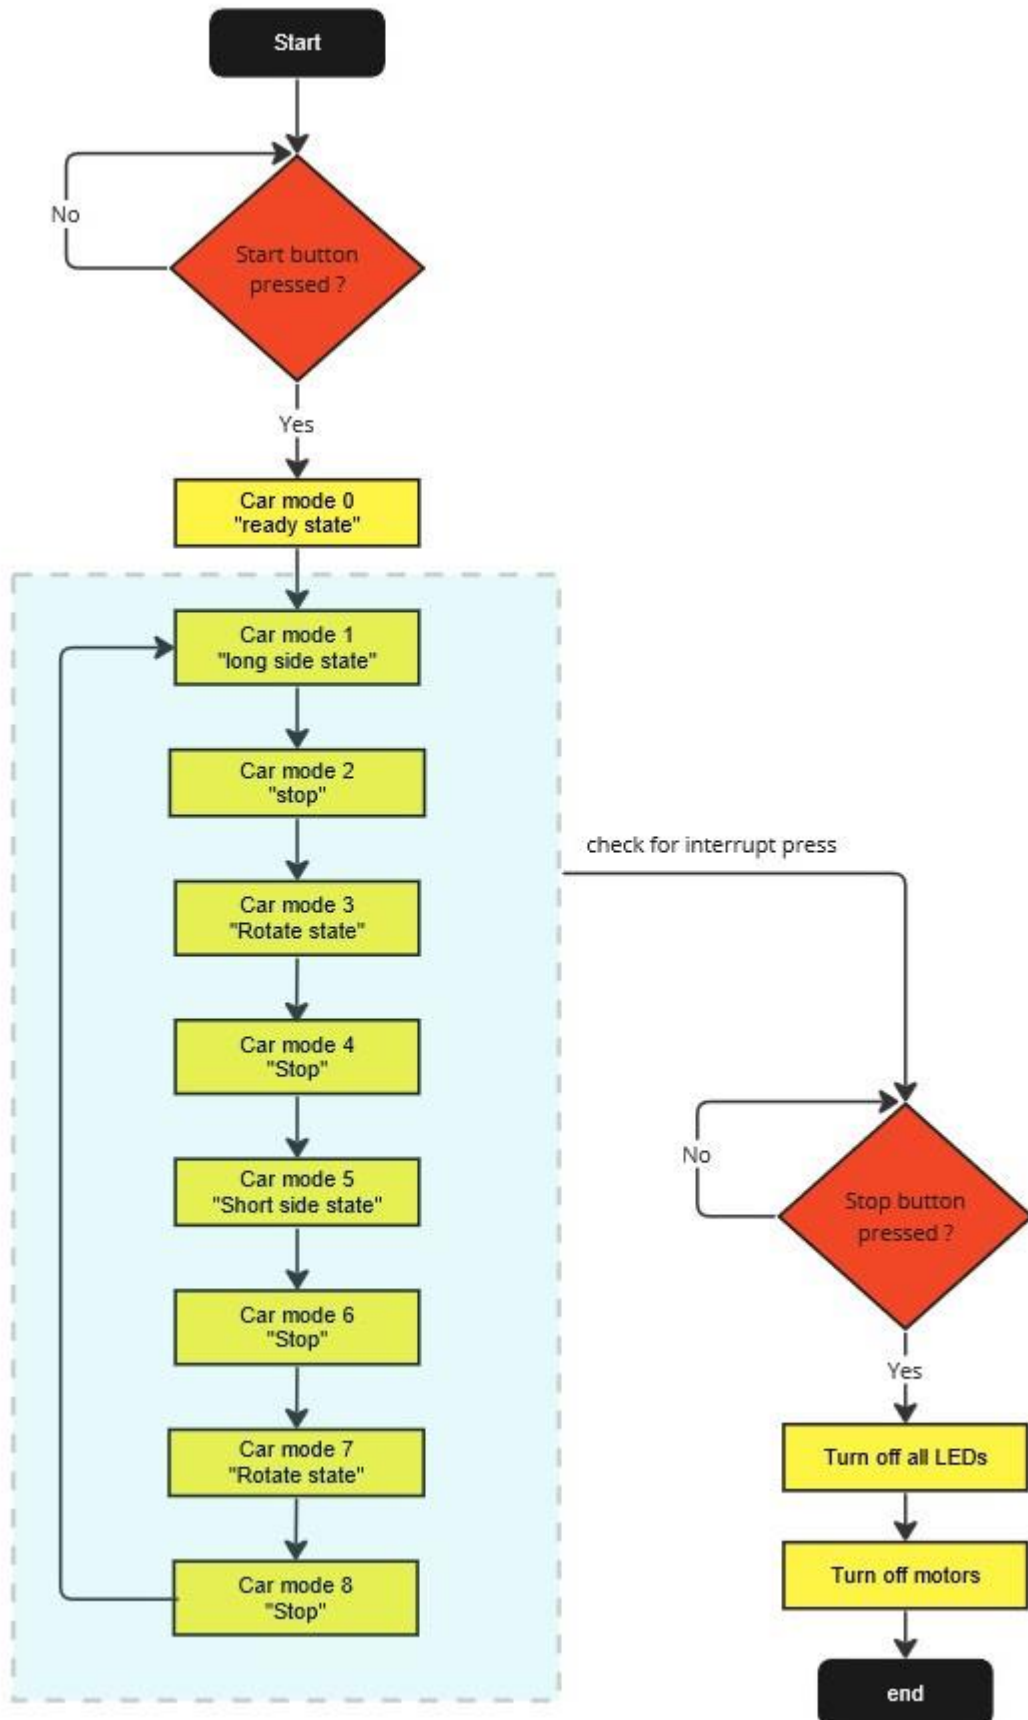 Start
No
Start button
pressed ?
Yes
Car mode 0
"ready state"
Car mode 1
"long side state"
Car mode 2
"stop"
Car mode 3
"Rotate state"
Car mode 4
"Stop"
Car mode 5
"Short side state"
Car mode 6
"Stop"
Car mode 7
"Rotate state"
Car mode 8
"Stop"
check for interrupt press
No
Stop button
pressed ?
Yes
Turn off all LEDs
Turn off motors
end